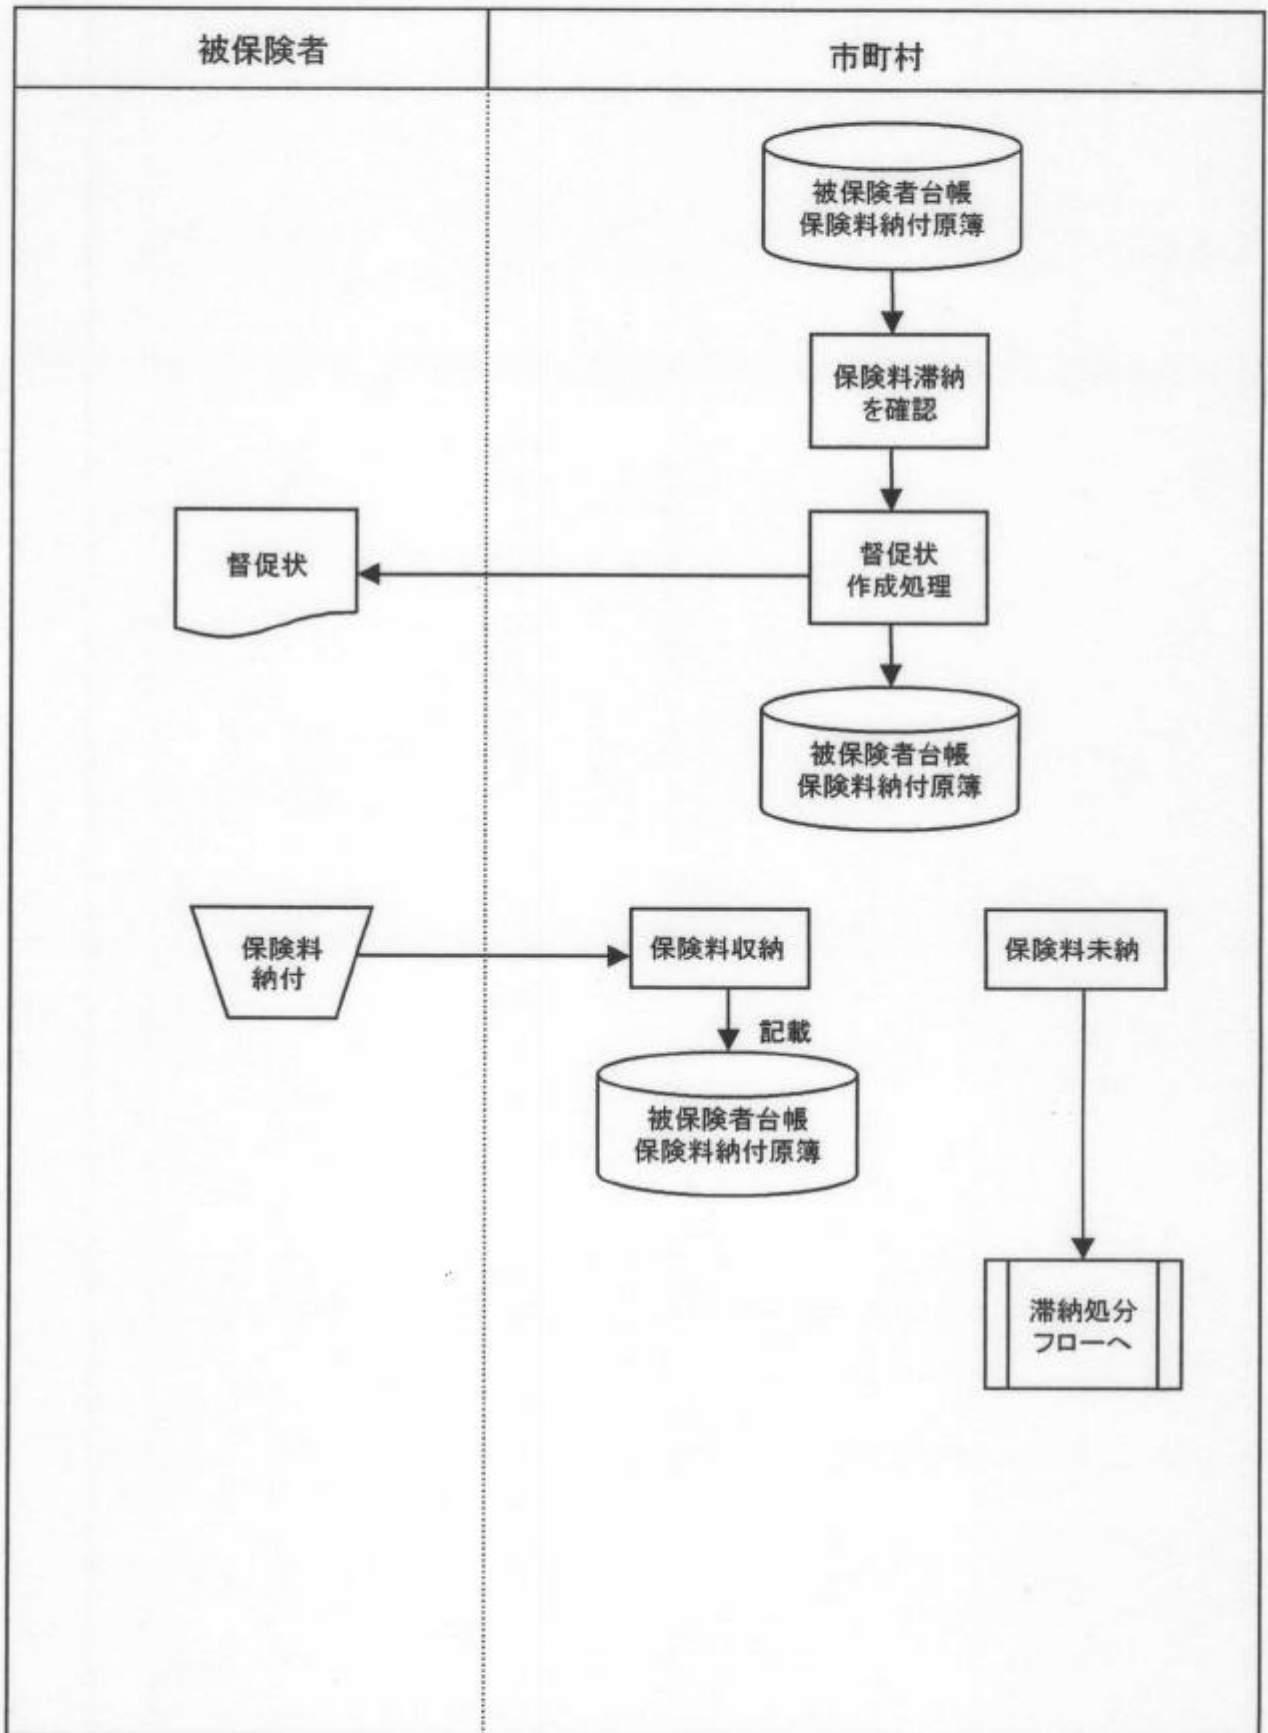 被保険者
市町村
被保険者台帳
保険料納付原簿
保険料滞納
を確認
督促状
督促状
作成処理
被保険者台帳
保険料納付原簿
保険料
納付
保険料収納
保険料未納
記載
被保険者台帳
保険料納付原簿
滞納処分
フローへ